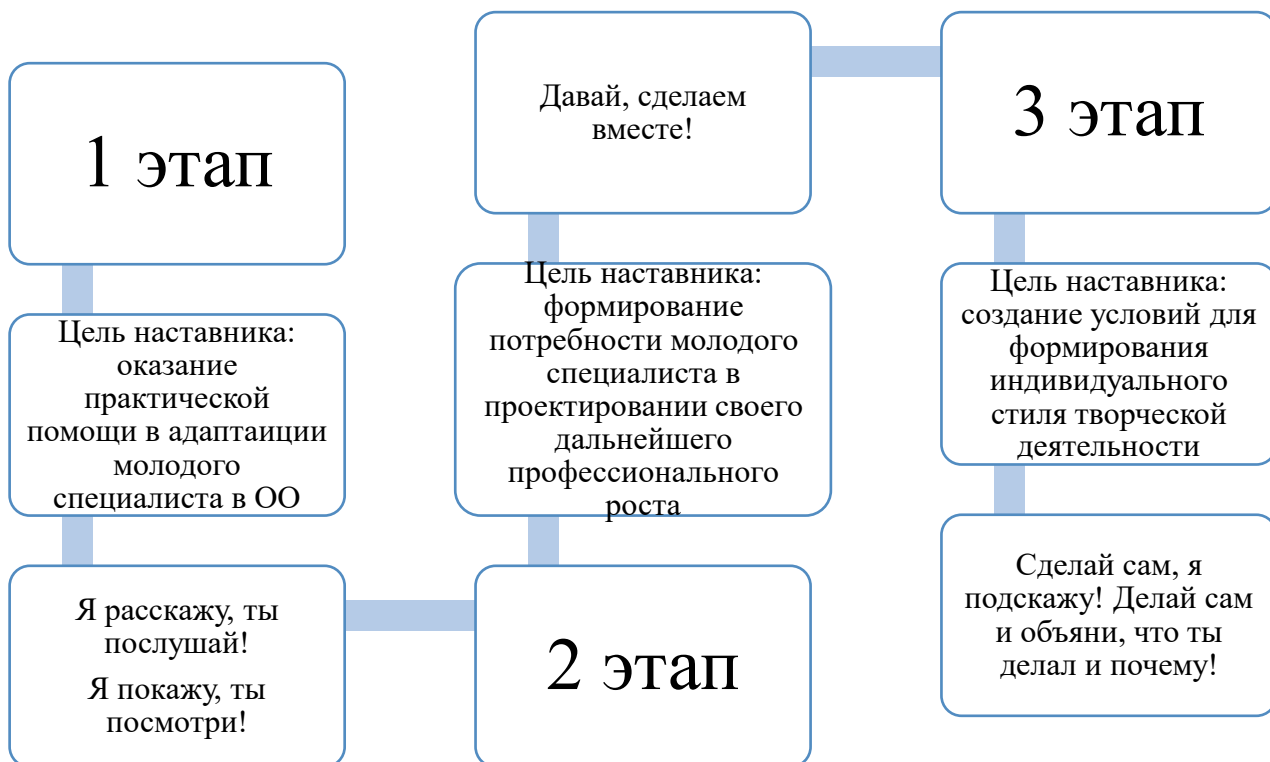 1 этап
Цель наставника:
оказание
практической
помощи в адаптаиции
молодого
специалиста в ОО
Я расскажу, ты
послушай!
Я покажу, ты
посмотри!
2 этап
Цель наставника:
формирование
потребности молодого
специалиста в
проектировании своего
дальнейшего
профессионального
роста
Давай, сделаем
вместе!
3 этап
Цель наставника:
создание условий для
формирования
индивидуального
стиля творческой
деятельности
Сделай сам, я
подскажу! Делай сам
и объяни, что ты
делал и почему!